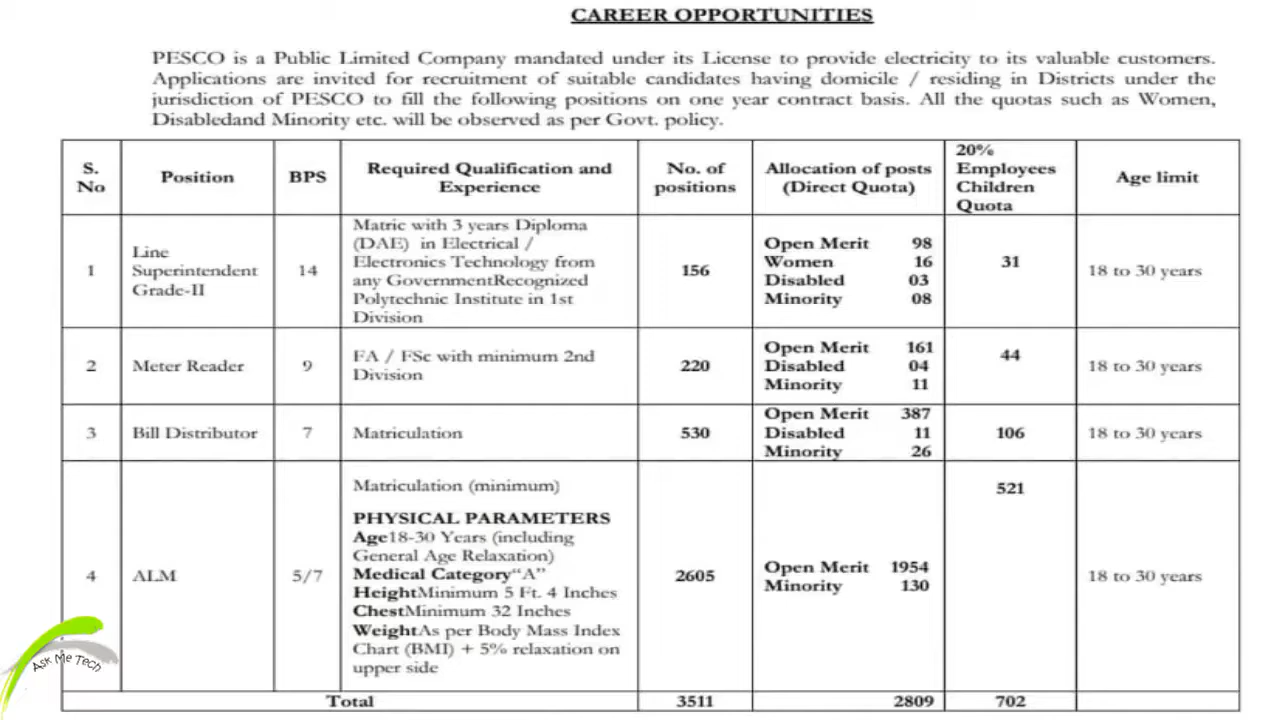 CAREER OPPORTUNITIES
PESCO is a Public Limited Company mandated under its License to provide electricity to its valuable customers.
Applications are invited for recruitment of suitable candidates having domicile / residing in Districts under the
jurisdiction of PESCO to fill the following positions on one year contract basis. All the quotas such as Women,
Disabledand Minority etc. will be observed as per Govt. policy.
S. No Position BPS Required Qualification and Experience No. of positions Allocation of posts (Direct Quota) 20% Employees Children Quota Age limit
1 Line Superintendent Grade-II 14
Matric with 3 years Diploma
(DAE) in Electrical /
Electronics Technology from
any GovernmentRecognized
Polytechnic Institute in 1st
Division
156
Open Merit 98
Women 16
Disabled 03
Minority 08
31
18 to 30 years
2 Meter Reader 9
FA / FSc with minimum 2nd
Division
220
Open Merit 161
Disabled 04
Minority 11
44
18 to 30 years
3 Bill Distributor 7 Matriculation 530
Open Merit 387
Disabled 11
Minority 26
106
18 to 30 years
4 ALM 5/7
Matriculation (minimum)
PHYSICAL PARAMETERS
Age18-30 Years (including
General Age Relaxation)
Medical Category"A"
HeightMinimum 5 Ft. 4 Inches
ChestMinimum 32 Inches
WeightAs per Body Mass Index
Chart (BMI) + 5% relaxation on
upper side
2605
Open Merit 1954
Minority 130
521
18 to 30 years
Total 3511 2809 702
Ask Me Tech